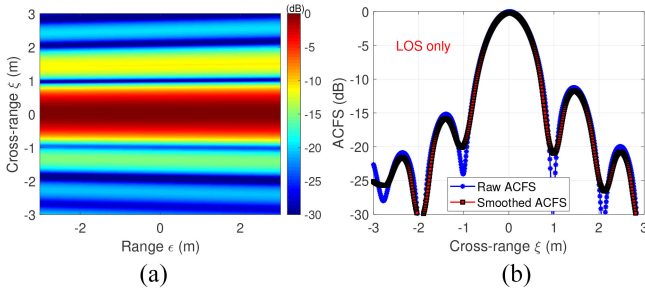 (dB)
3
2
1
0
-1
-2
-3
Cross-range ξ (m)
-2 0 2
Range ϵ (m)
0
-5
-10
-15
-20
-25
-30
(a)
0
-5
-10
-15
-20
-25
-30
ACFS (dB)
LOS only
Raw ACFS
Smoothed ACFS
-3 -2 -1 0 1 2 3
Cross-range ξ (m)
(b)